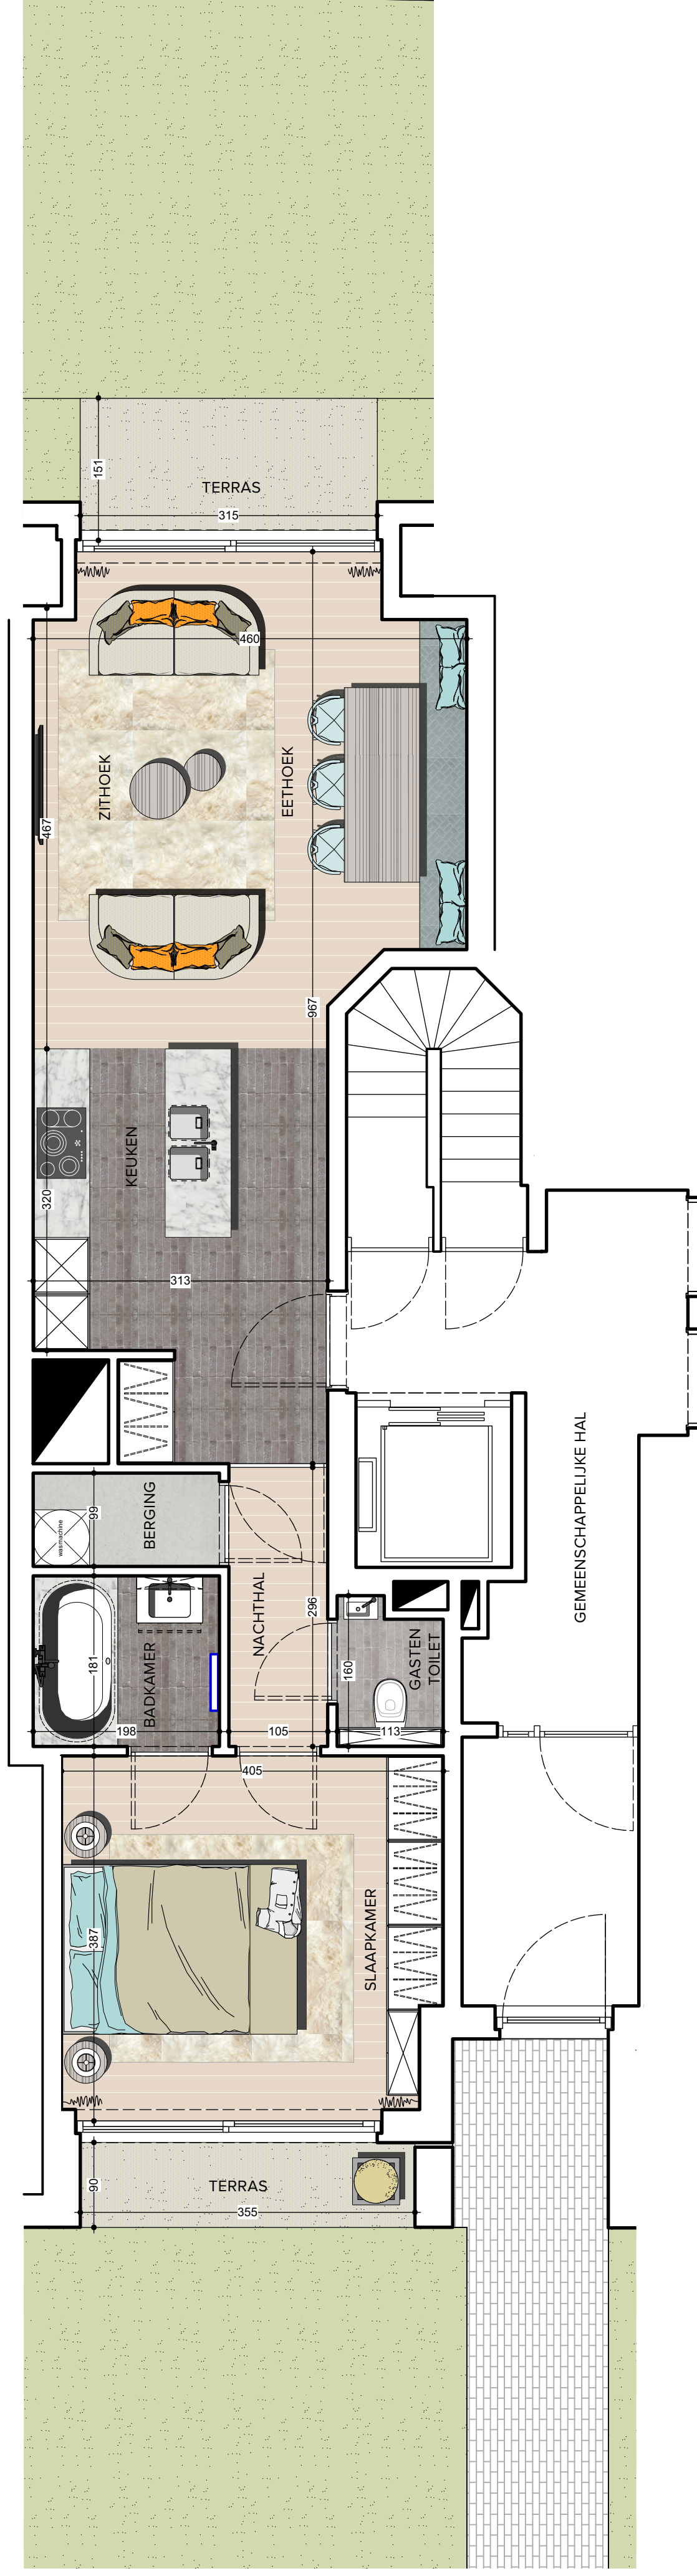 151
TERRAS
315
460
ZITHOEK
EETHOEK
467
967
KEUKEN
320
313
GEMEENSCHAPPELIJKE HAL
BERGING
99
wasmachine
NACHTHAL
296
BADKAMER
181
GASTEN
TOILET
160
198
105
113
405
SLAAPKAMER
387
TERRAS
90
355